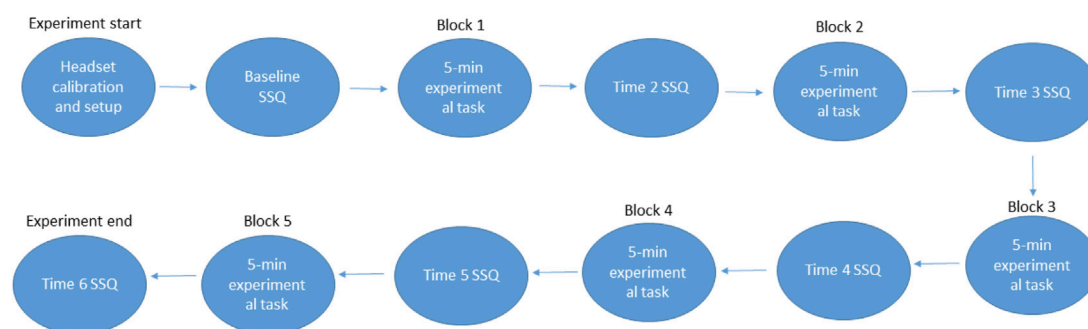 Experiment start
Headset
calibration
and setup
Baseline
SSQ
Block 1
5-min
experiment
al task
Time 2 SSQ
Block 2
5-min
experiment
al task
Time 3 SSQ
Block 3
5-min
experiment
al task
Time 4 SSQ
Block 4
5-min
experiment
al task
Time 5 SSQ
Block 5
5-min
experiment
al task
Experiment end
Time 6 SSQ